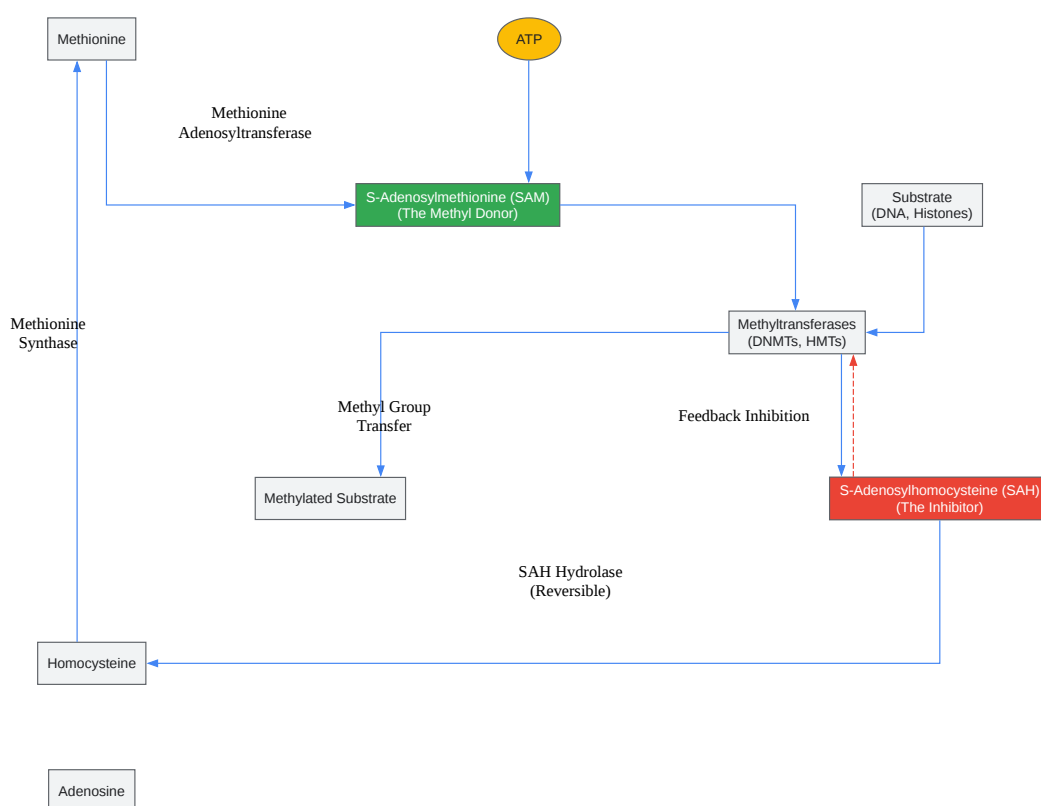 Methionine
ATP
Methionine
Adenosyltransferase
S-Adenosylmethionine (SAM)
(The Methyl Donor)
Substrate
(DNA, Histones)
Methionine
Synthase
Methyltransferases
(DNMTs, HMTs)
Methyl Group
Transfer
Feedback Inhibition
Methylated Substrate
S-Adenosylhomocysteine (SAH)
(The Inhibitor)
SAH Hydrolase
(Reversible)
Homocysteine
Adenosine